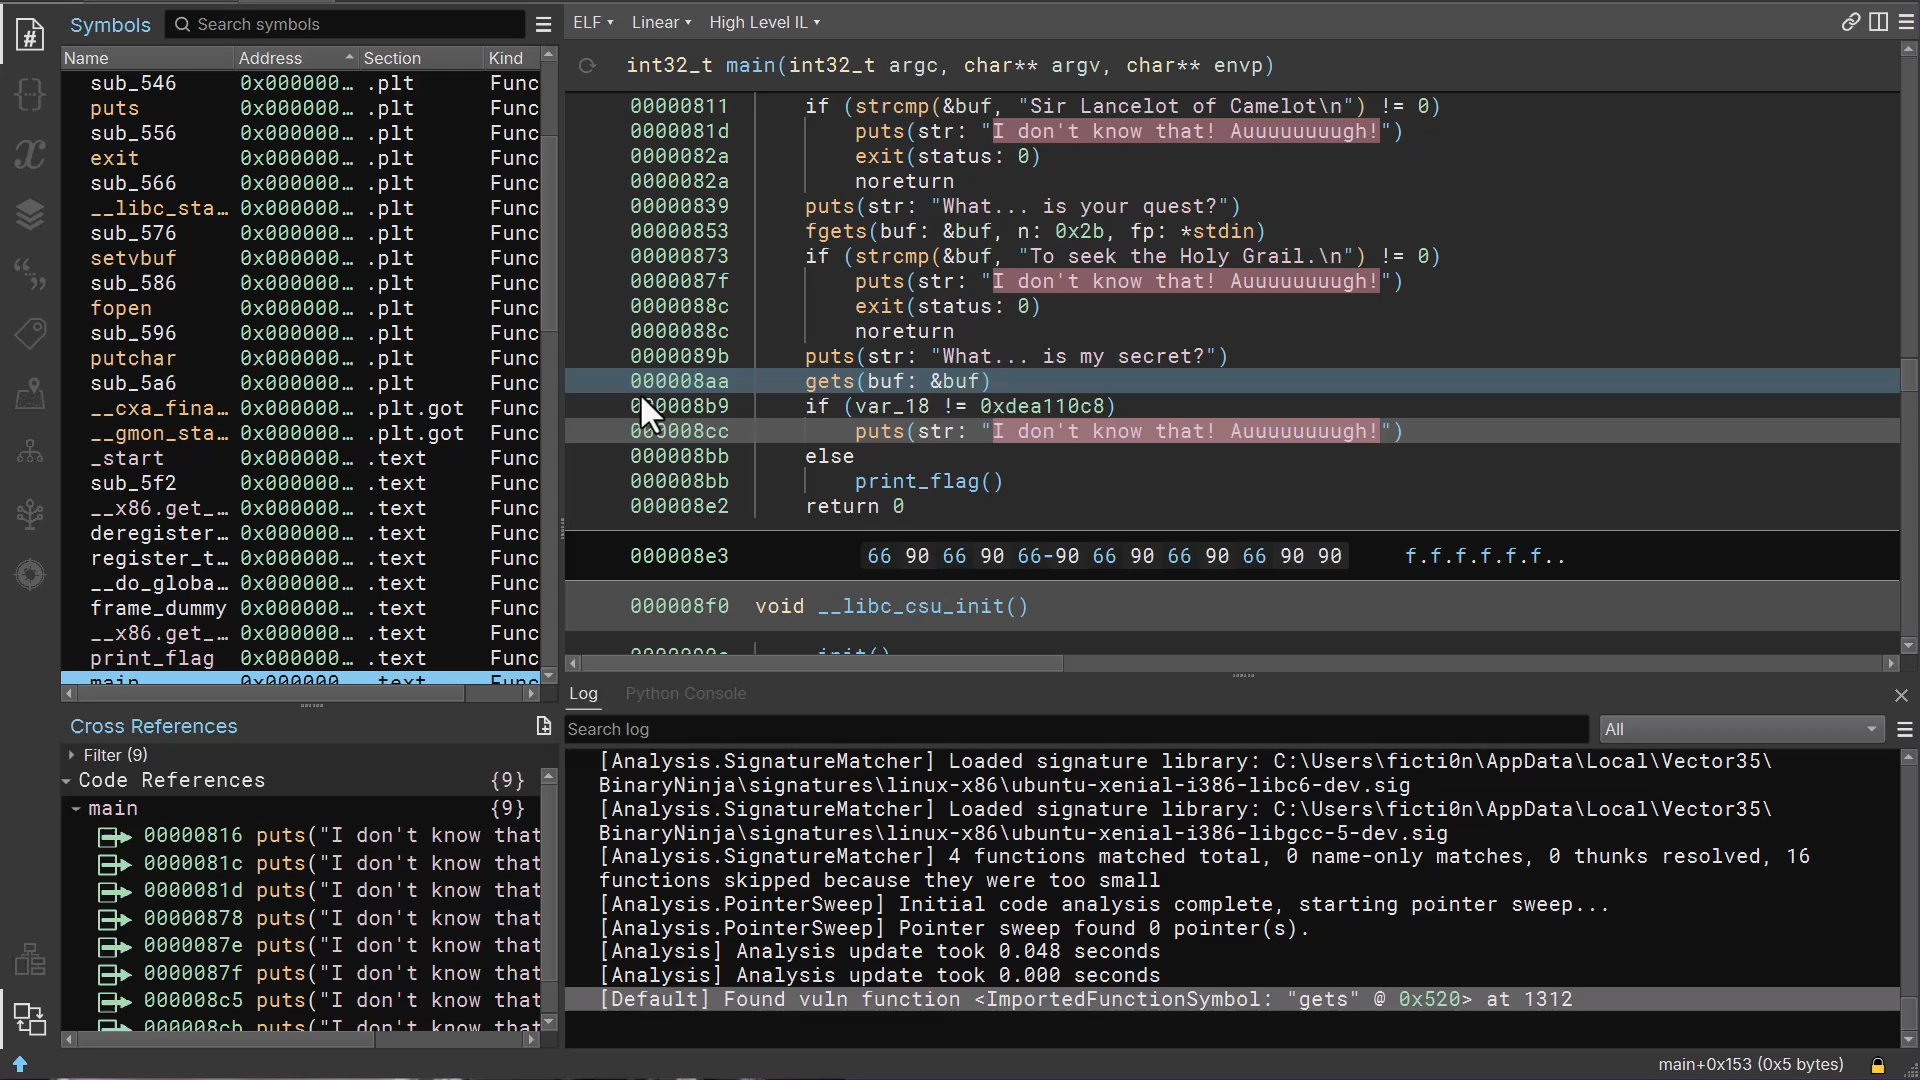 Symbols
Search symbols
Name Address Section Kind
sub_546 0x000000… .plt Func
puts 0x000000… .plt Func
sub_556 0x000000… .plt Func
exit 0x000000… .plt Func
sub_566 0x000000… .plt Func
__libc_sta… 0x000000… .plt Func
sub_576 0x000000… .plt Func
setvbuf 0x000000… .plt Func
sub_586 0x000000… .plt Func
fopen 0x000000… .plt Func
sub_596 0x000000… .plt Func
putchar 0x000000… .plt Func
sub_5a6 0x000000… .plt Func
__cxa_fina… 0x000000… .plt.got Func
__gmon_sta… 0x000000… .plt.got Func
_start 0x000000… .text Func
sub_5f2 0x000000… .text Func
__x86.get_… 0x000000… .text Func
deregister… 0x000000… .text Func
register_t… 0x000000… .text Func
__do_globa… 0x000000… .text Func
frame_dummy 0x000000… .text Func
__x86.get_… 0x000000… .text Func
print_flag 0x000000… .text Func
main 0x000000… .text Func
Cross References
Filter (9)
Code References {9}
main {9}
00000816 puts("I don't know that
0000081c puts("I don't know that
0000081d puts("I don't know that
00000878 puts("I don't know that
0000087e puts("I don't know that
0000087f puts("I don't know that
000008c5 puts("I don't know that
000008cb puts("I don't know that
ELF Linear High Level IL
int32_t main(int32_t argc, char** argv, char** envp)
00000811 if (strcmp(&buf, "Sir Lancelot of Camelot\n") != 0)
0000081d puts(str: "I don't know that! Auuuuuuuugh!")
0000082a exit(status: 0)
0000082a noreturn
00000839 puts(str: "What... is your quest?")
00000853 fgets(buf: &buf, n: 0x2b, fp: *stdin)
00000873 if (strcmp(&buf, "To seek the Holy Grail.\n") != 0)
0000087f puts(str: "I don't know that! Auuuuuuuugh!")
0000088c exit(status: 0)
0000088c noreturn
0000089b puts(str: "What... is my secret?")
000008aa gets(buf: &buf)
000008b9 if (var_18 != 0xdea110c8)
000008cc puts(str: "I don't know that! Auuuuuuuugh!")
000008bb else
000008bb print_flag()
000008e2 return 0
000008e3 66 90 66 90 66-90 66 90 66 90 66 90 90 f.f.f.f.f.f..
000008f0 void __libc_csu_init()
_init()
Log Python Console
Search log All
[Analysis.SignatureMatcher] Loaded signature library: C:\Users\ficti0n\AppData\Local\Vector35\
BinaryNinja\signatures\linux-x86\ubuntu-xenial-i386-libc6-dev.sig
[Analysis.SignatureMatcher] Loaded signature library: C:\Users\ficti0n\AppData\Local\Vector35\
BinaryNinja\signatures\linux-x86\ubuntu-xenial-i386-libgcc-5-dev.sig
[Analysis.SignatureMatcher] 4 functions matched total, 0 name-only matches, 0 thunks resolved, 16
functions skipped because they were too small
[Analysis.PointerSweep] Initial code analysis complete, starting pointer sweep...
[Analysis.PointerSweep] Pointer sweep found 0 pointer(s).
[Analysis] Analysis update took 0.048 seconds
[Analysis] Analysis update took 0.000 seconds
[Default] Found vuln function <ImportedFunctionSymbol: "gets" @ 0x520> at 1312
main+0x153 (0x5 bytes)